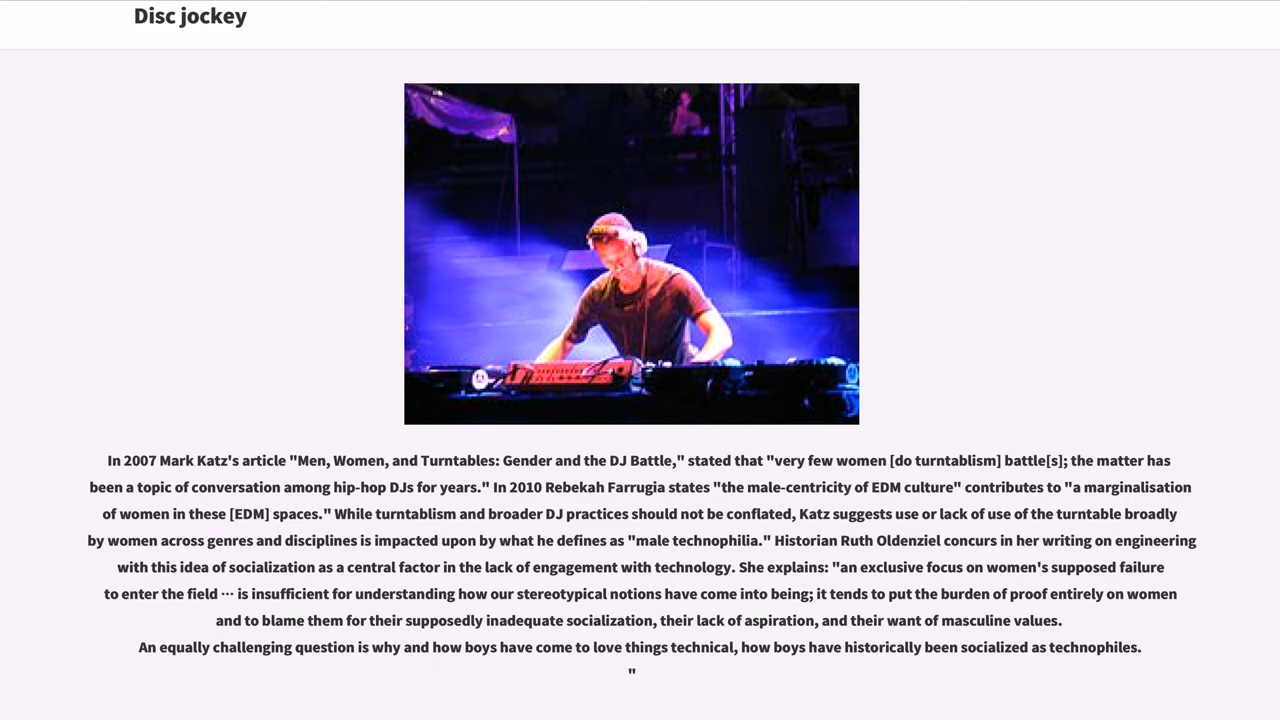 Disc jockey
In 2007 Mark Katz's article "Men, Women, and Turntables: Gender and the DJ Battle," stated that "very few women [do turntablism] battle[s]; the matter has
been a topic of conversation among hip-hop DJs for years." In 2010 Rebekah Farrugia states "the male-centricity of EDM culture" contributes to "a marginalisation
of women in these [EDM] spaces." While turntablism and broader DJ practices should not be conflated, Katz suggests use or lack of use of the turntable broadly
by women across genres and disciplines is impacted upon by what he defines as "male technophilia." Historian Ruth Oldenziel concurs in her writing on engineering
with this idea of socialization as a central factor in the lack of engagement with technology. She explains: "an exclusive focus on women's supposed failure
to enter the field ··· is insufficient for understanding how our stereotypical notions have come into being; it tends to put the burden of proof entirely on women
and to blame them for their supposedly inadequate socialization, their lack of aspiration, and their want of masculine values.
An equally challenging question is why and how boys have come to love things technical, how boys have historically been socialized as technophiles.
"